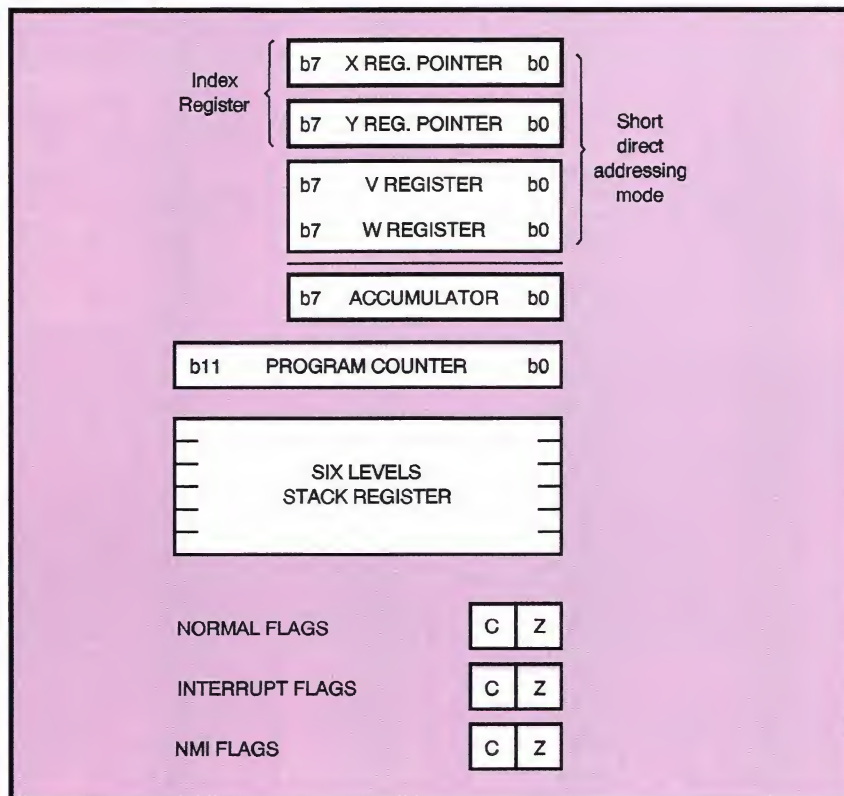 Index
Register
b7 X REG. POINTER b0
b7 Y REG. POINTER b0
b7 V REGISTER b0
b7 W REGISTER b0
Short
direct
addressing
mode
b7 ACCUMULATOR b0
b11 PROGRAM COUNTER b0
SIX LEVELS
STACK REGISTER
NORMAL FLAGS C Z
INTERRUPT FLAGS C Z
NMI FLAGS C Z